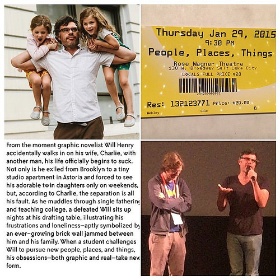 Thursday Jan 29, 2015
9:30 PM
People, Places, Things
Rose Wagner Theatre
Res: 132123771
From the moment graphic novelist Will Henry
accidentally walks in on his wife, Charlie, with
another man, his life officially begins to suck.
Not only is he exiled from Brooklyn to a tiny
studio apartment in Astoria and forced to see
his adorable twin daughters only on weekends,
but, according to Charlie, the separation is all
his fault. As he muddles through single fathering
and teaching college, a defeated Will sits up
nights at his drafting table, illustrating his
frustrations and loneliness—aptly symbolized by
an ever-growing brick wall jammed between
him and his family. When a student challenges
Will to pursue new people, places, and things,
his obsessions—both graphic and real—take new
form.